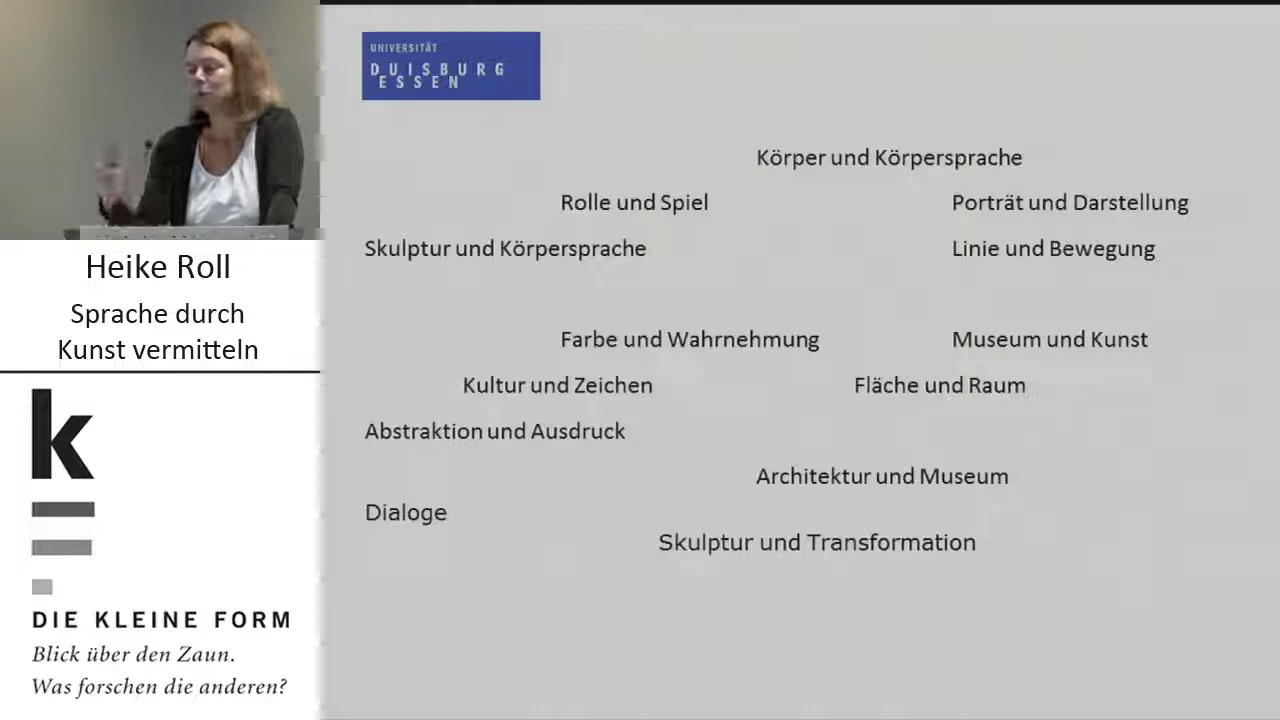 Heike Roll
Sprache durch
Kunst vermitteln
k
DIE KLEINE FORM
Blick über den Zaun.
Was forschen die anderen?
UNIVERSITÄT
DUISBURG
ESSEN
Körper und Körpersprache
Rolle und Spiel
Porträt und Darstellung
Skulptur und Körpersprache
Linie und Bewegung
Farbe und Wahrnehmung
Museum und Kunst
Kultur und Zeichen
Fläche und Raum
Abstraktion und Ausdruck
Architektur und Museum
Dialoge
Skulptur und Transformation